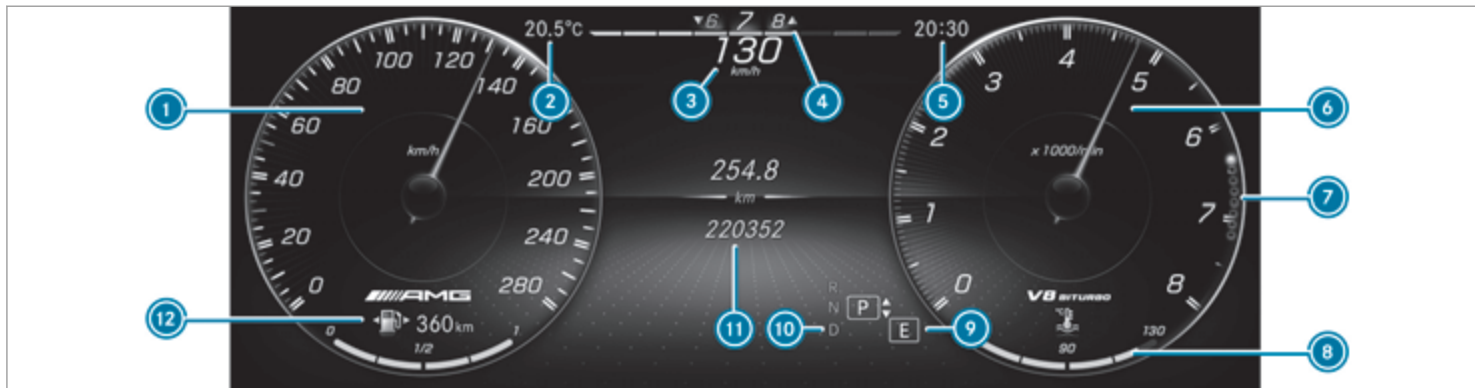 20.5°C
▼6 7 8▲
20:30
130
km/h
0
20
40
60
80
100
120
140
160
200
240
280
km/h
AMG
360 km
0 1/2 1
254.8
km
220352
R
N
D
P
E
0
1
2
3
4
5
6
7
8
x 1000/min
V8 BITURBO
90 130
1
2
3
4
5
6
7
8
9
10
11
12